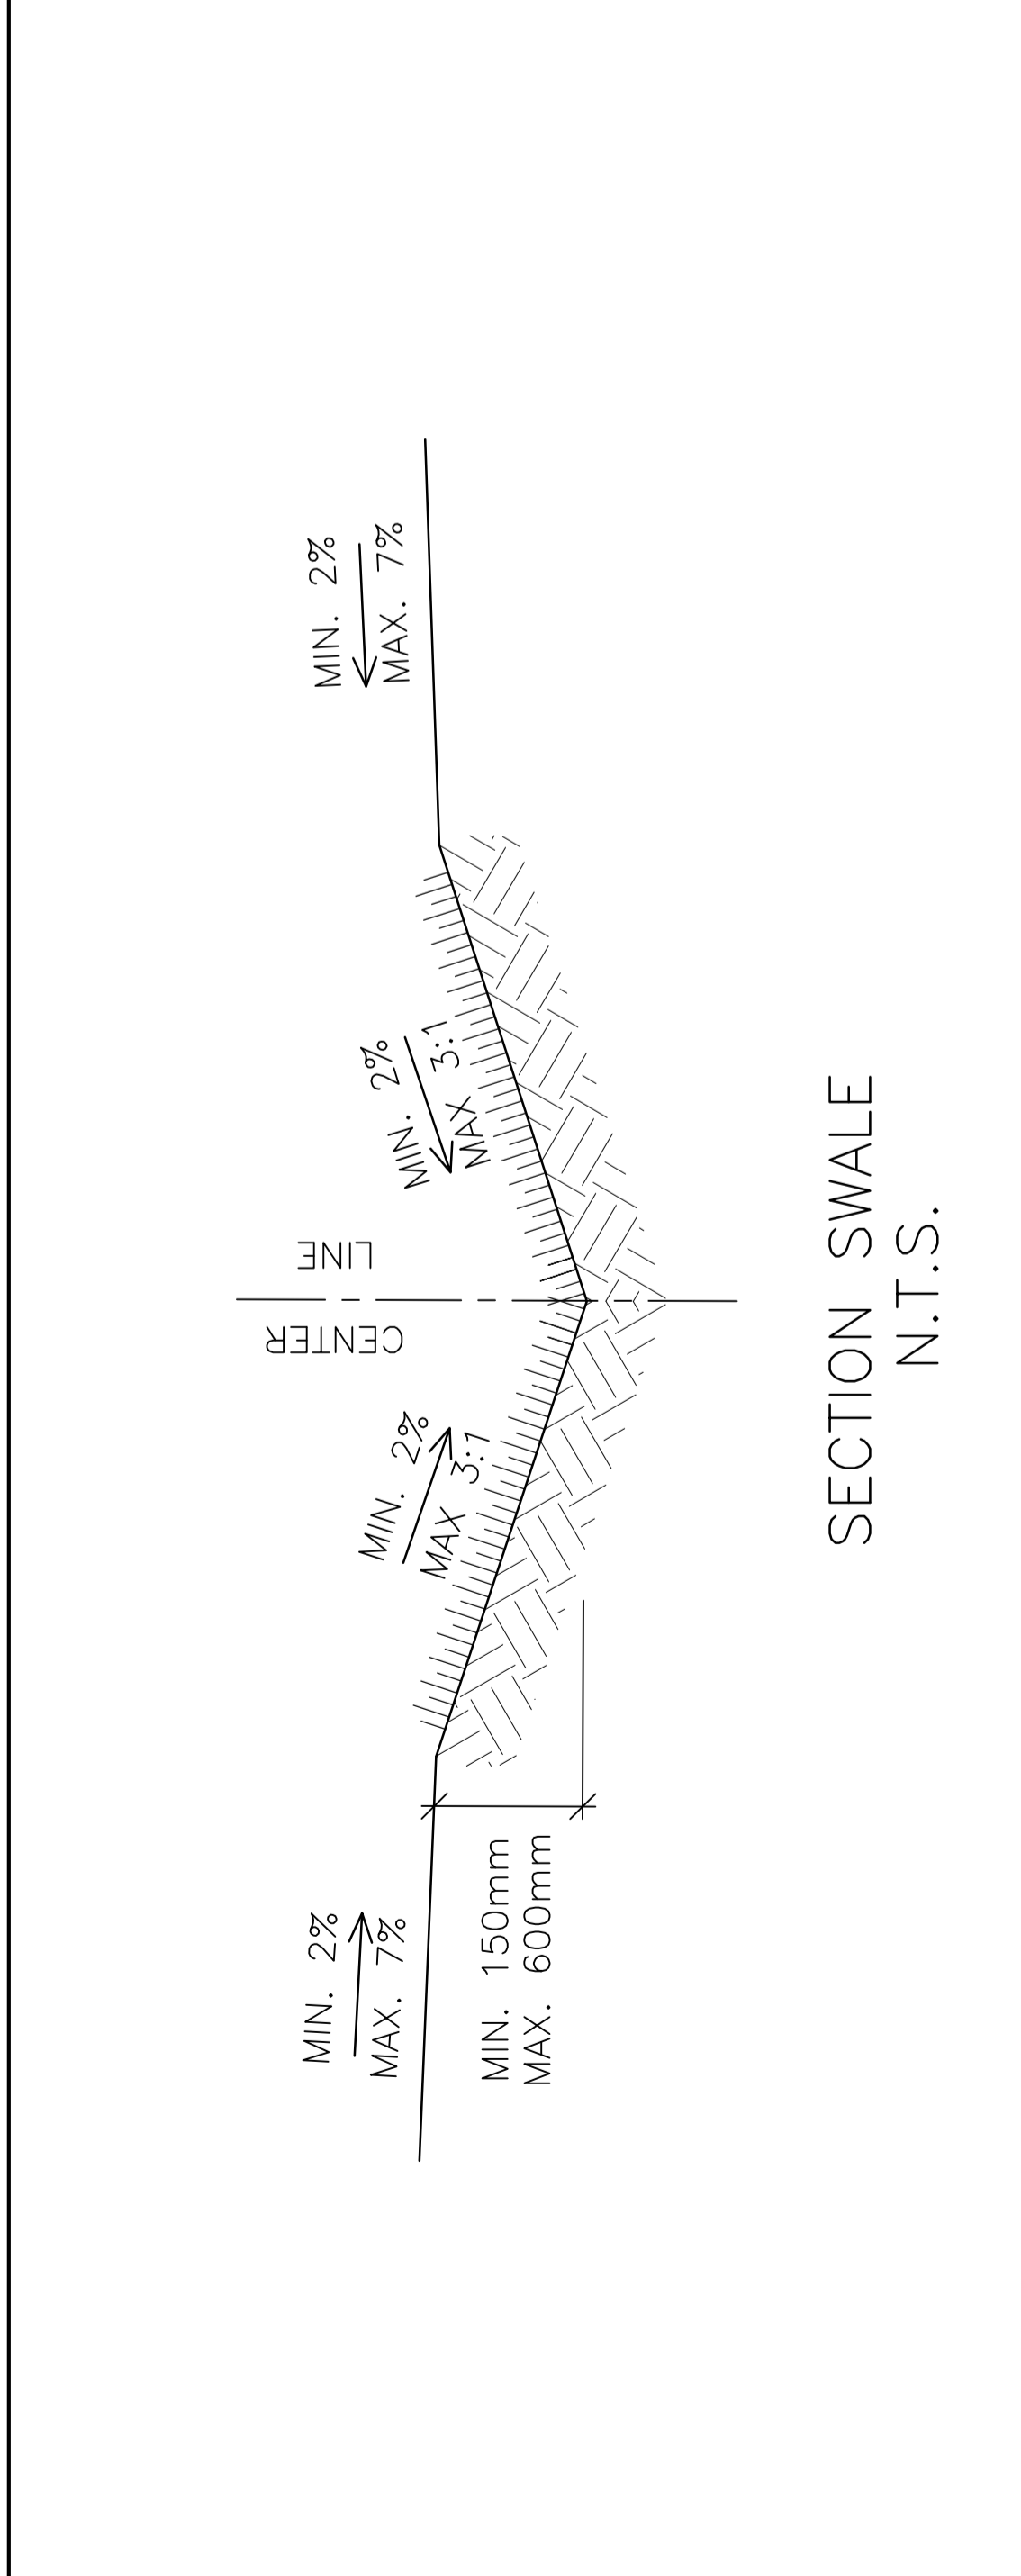 MIN. 2%
MAX. 7%
MIN. 2%
MAX 3:1
CENTER
LINE
MIN. 2%
MAX 3:1
MIN. 2%
MAX. 7%
MIN. 150mm
MAX. 600mm
SECTION SWALE
N.T.S.